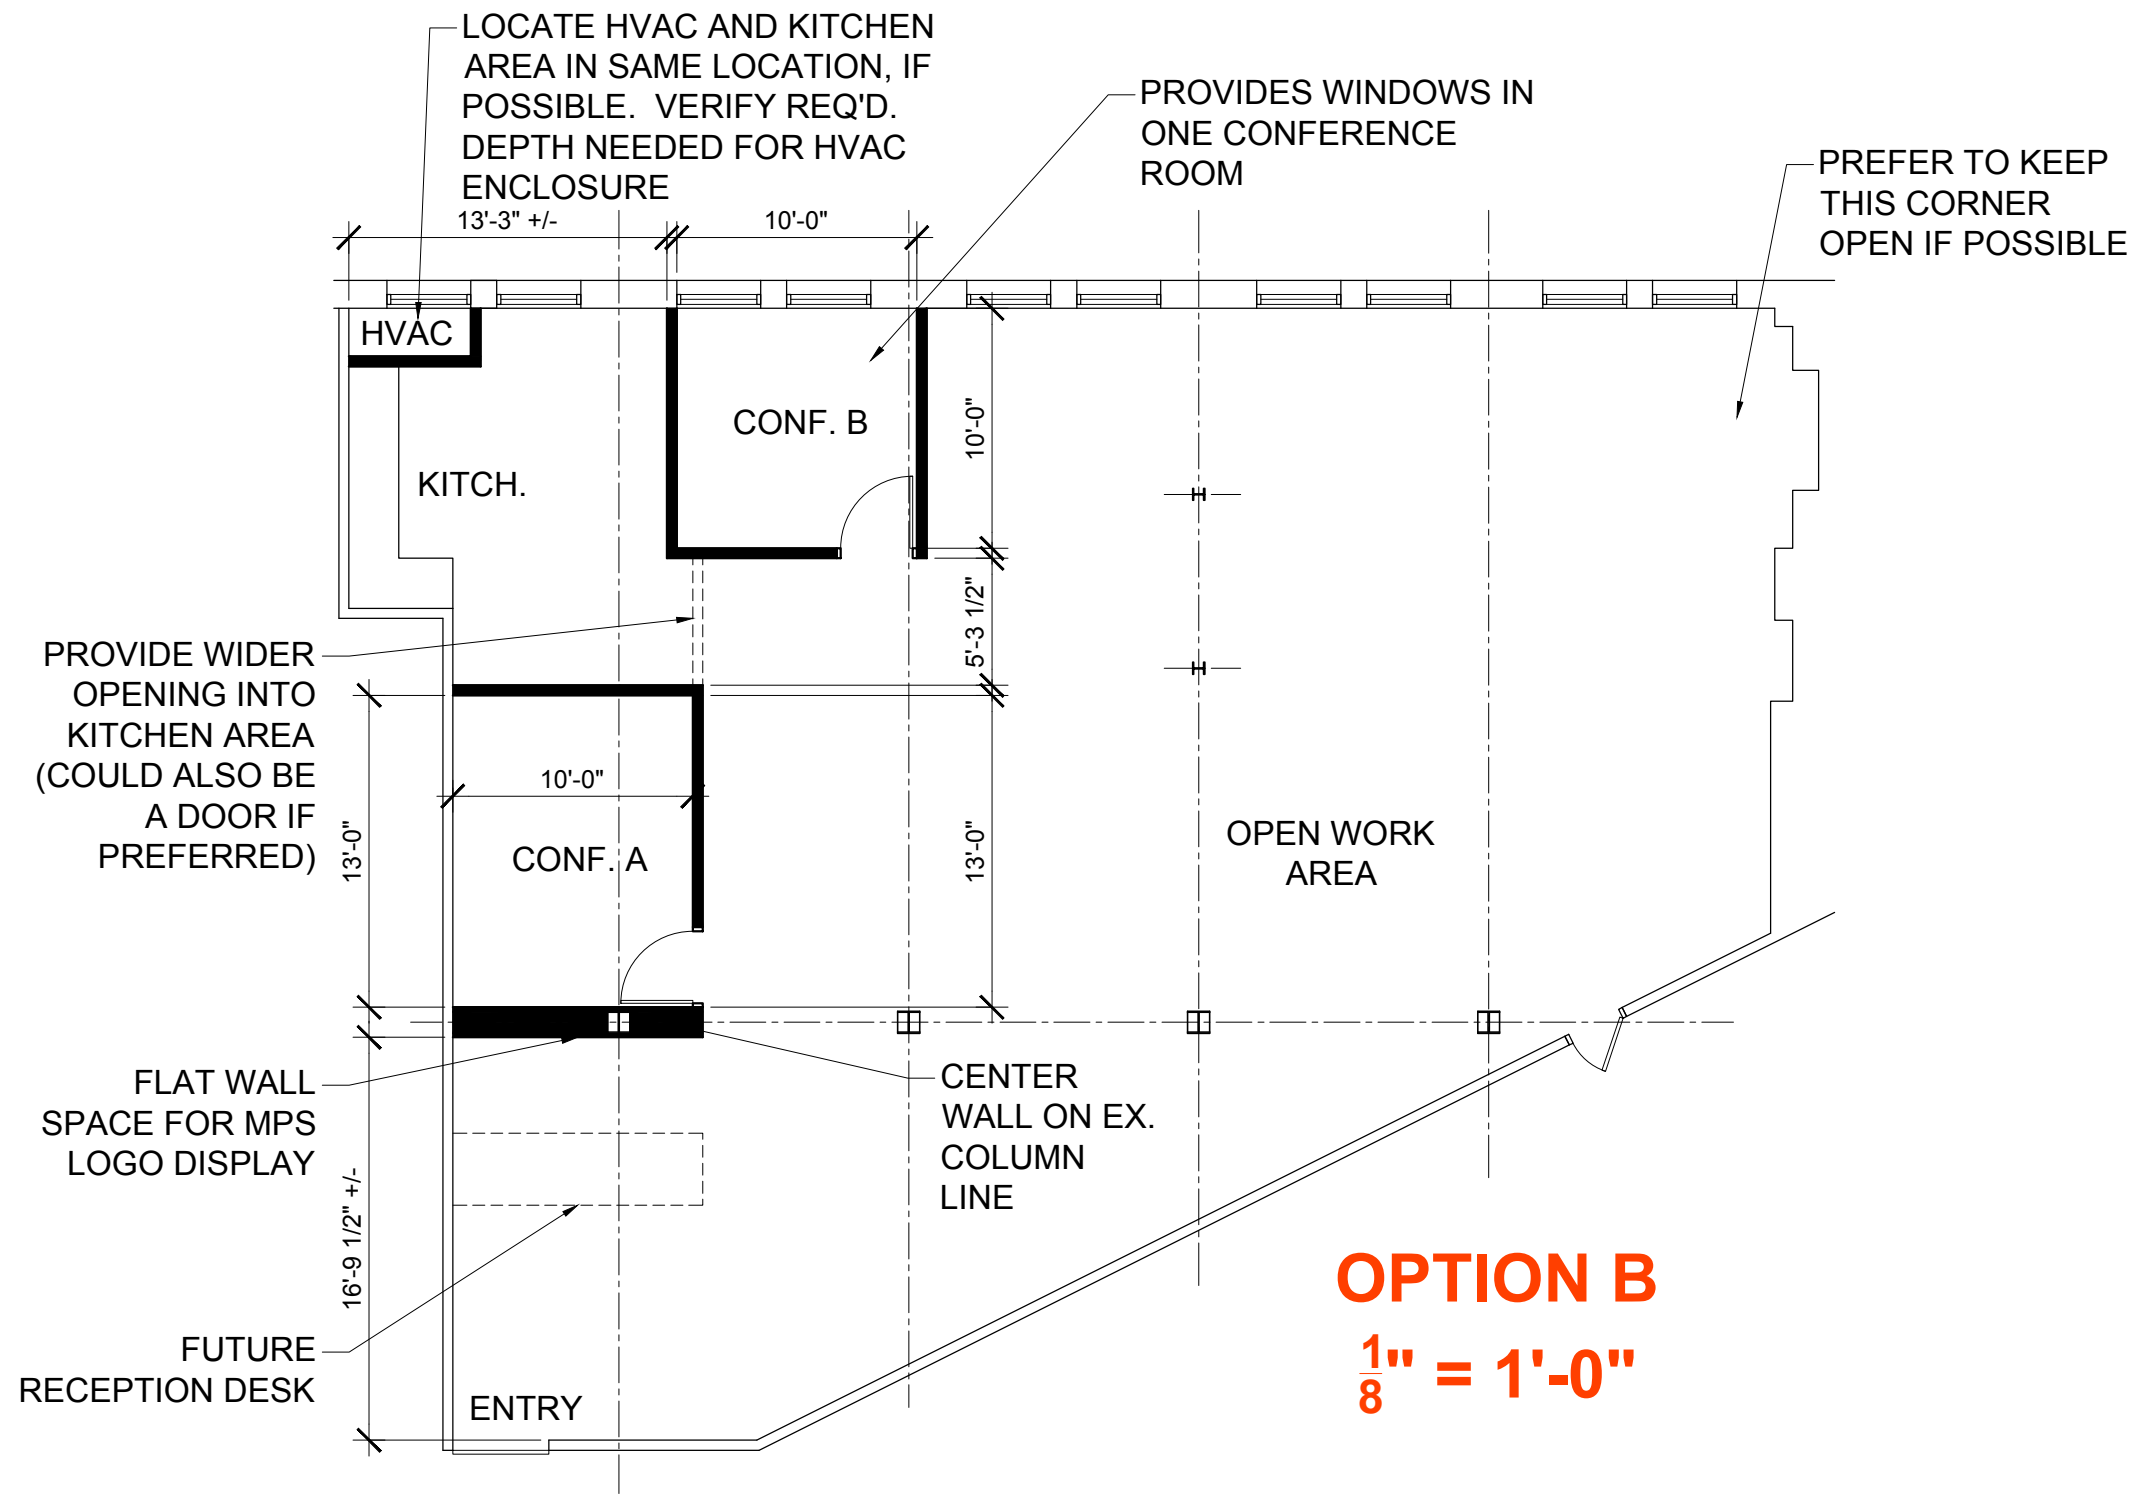 LOCATE HVAC AND KITCHEN
AREA IN SAME LOCATION, IF
POSSIBLE.  VERIFY REQ'D.
DEPTH NEEDED FOR HVAC
ENCLOSURE
PROVIDES WINDOWS IN
ONE CONFERENCE
ROOM
PREFER TO KEEP
THIS CORNER
OPEN IF POSSIBLE
13'-3" +/-
10'-0"
HVAC
CONF. B
10'-0"
KITCH.
5'-3 1/2"
PROVIDE WIDER
OPENING INTO
KITCHEN AREA
(COULD ALSO BE
A DOOR IF
PREFERRED)
13'-0"
10'-0"
CONF. A
13'-0"
OPEN WORK
AREA
FLAT WALL
SPACE FOR MPS
LOGO DISPLAY
CENTER
WALL ON EX.
COLUMN
LINE
16'-9 1/2" +/-
FUTURE
RECEPTION DESK
ENTRY
OPTION B
1/8" = 1'-0"